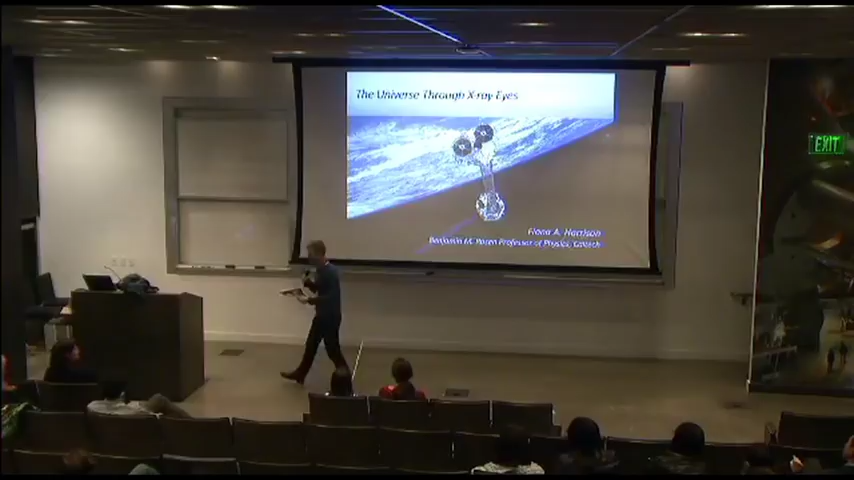 The Universe Through X-ray Eyes
Fiona A. Harrison
Benjamin M. Rosen Professor of Physics, Caltech
EXIT